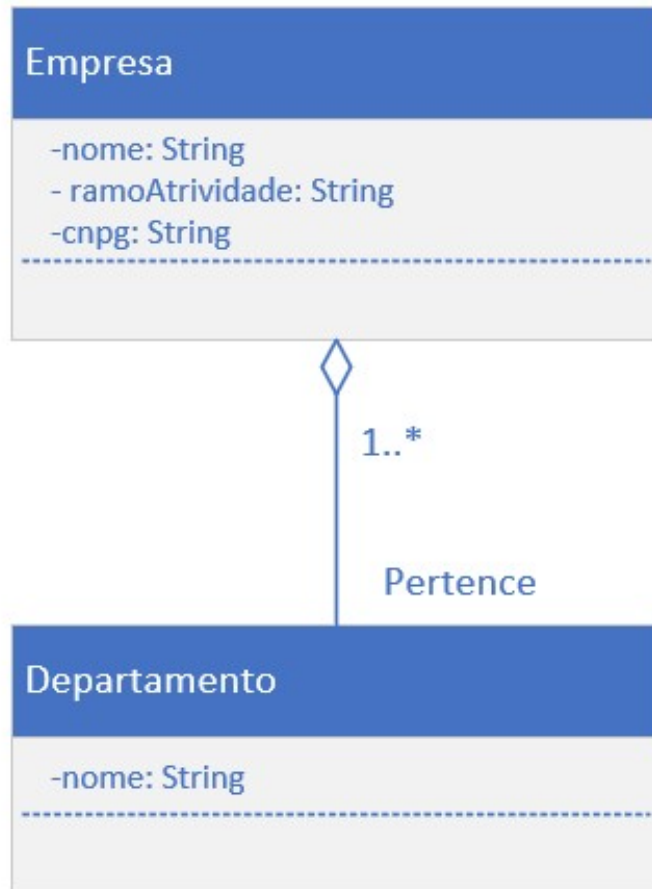 Empresa
-nome: String
- ramoAtrividade: String
-cnpg: String
1..*
Pertence
Departamento
-nome: String